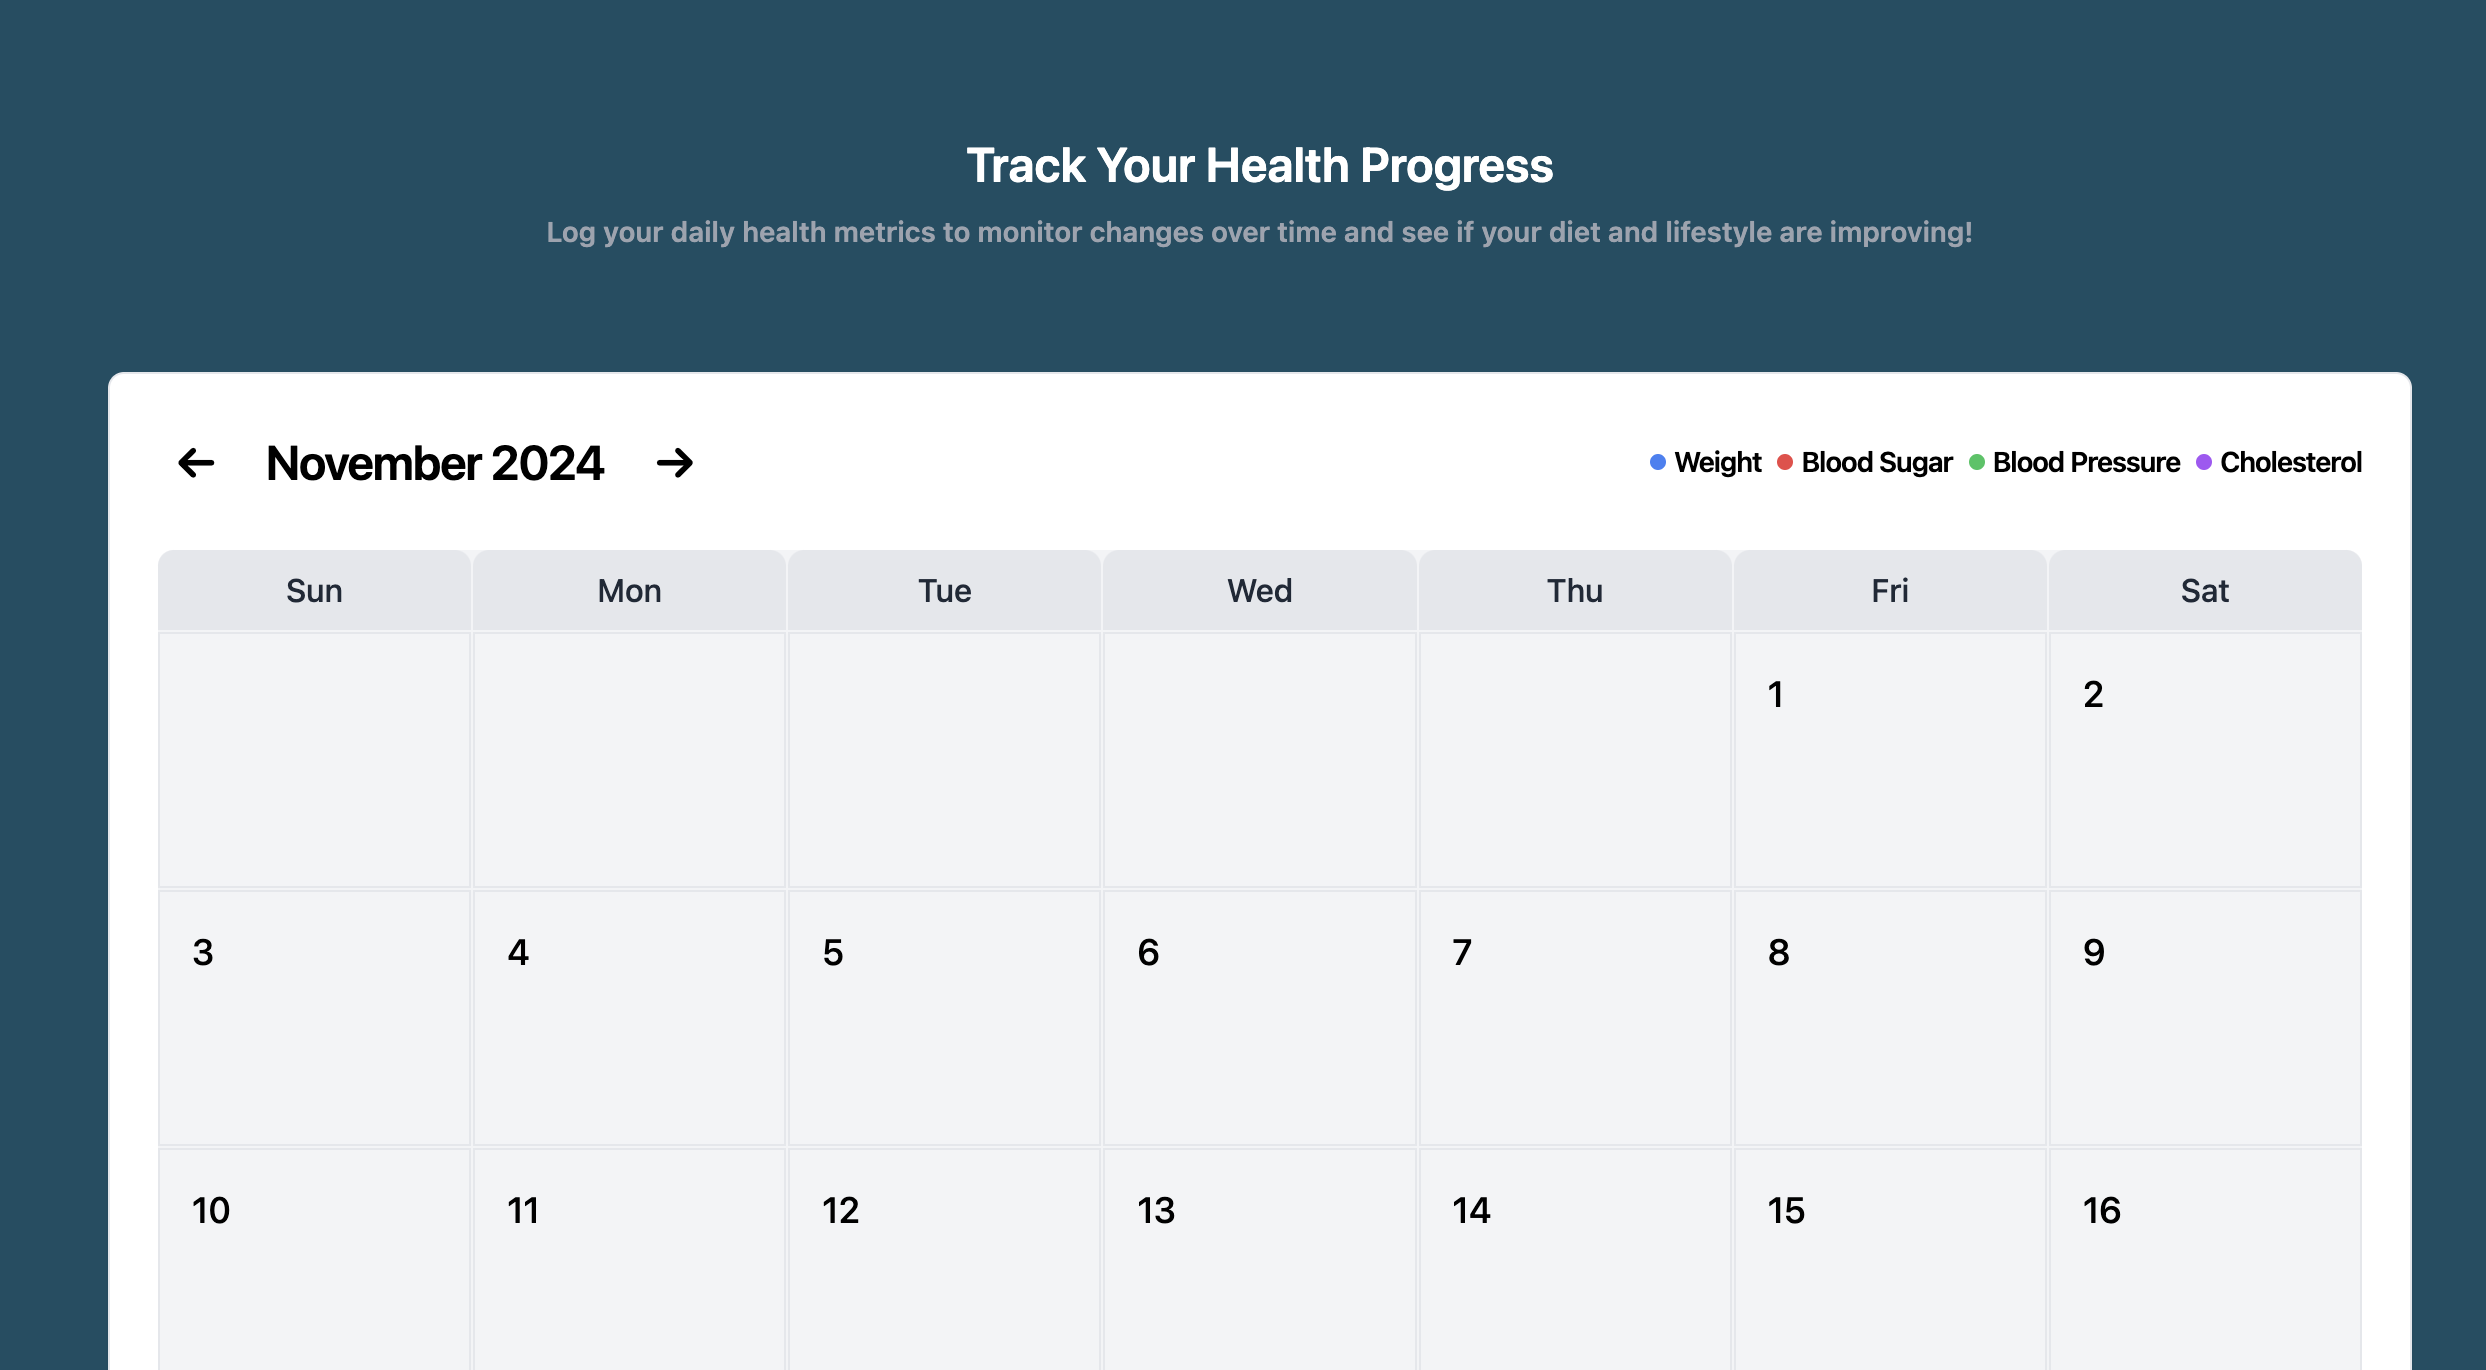 Track Your Health Progress
Log your daily health metrics to monitor changes over time and see if your diet and lifestyle are improving!
November 2024
Weight Blood Sugar Blood Pressure Cholesterol
Sun Mon Tue Wed Thu Fri Sat
1 2
3 4 5 6 7 8 9
10 11 12 13 14 15 16